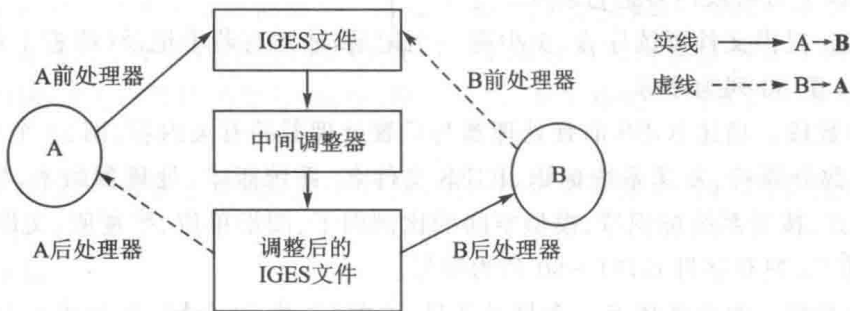 IGES文件
实线 A→B
A前处理器
B前处理器
虚线 B→A
中间调整器
A
B
A后处理器
调整后的
IGES文件
B后处理器